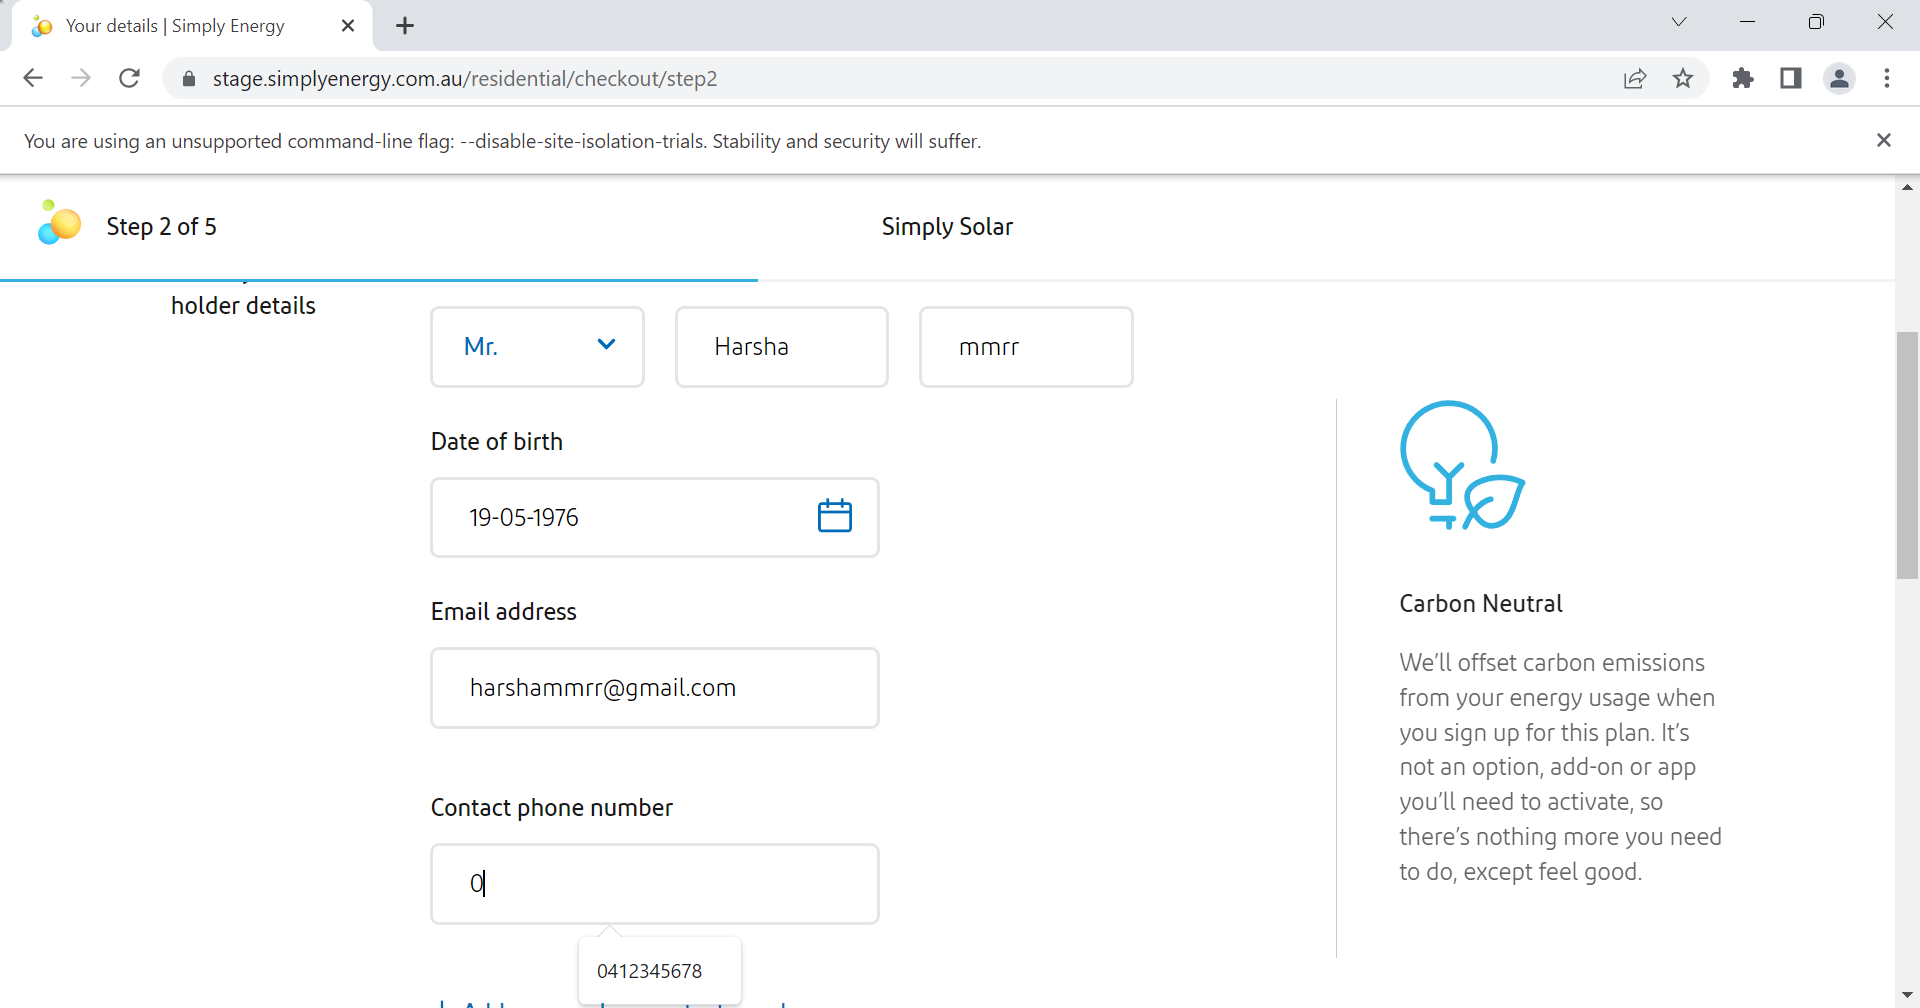 Your details | Simply Energy
stage.simplyenergy.com.au/residential/checkout/step2
You are using an unsupported command-line flag: --disable-site-isolation-trials. Stability and security will suffer.
Step 2 of 5
Simply Solar
holder details
Mr.
Harsha
mmrr
Date of birth
19-05-1976
Email address
harshammrr@gmail.com
Contact phone number
0
0412345678
Carbon Neutral
We'll offset carbon emissions
from your energy usage when
you sign up for this plan. It's
not an option, add-on or app
you'll need to activate, so
there's nothing more you need
to do, except feel good.